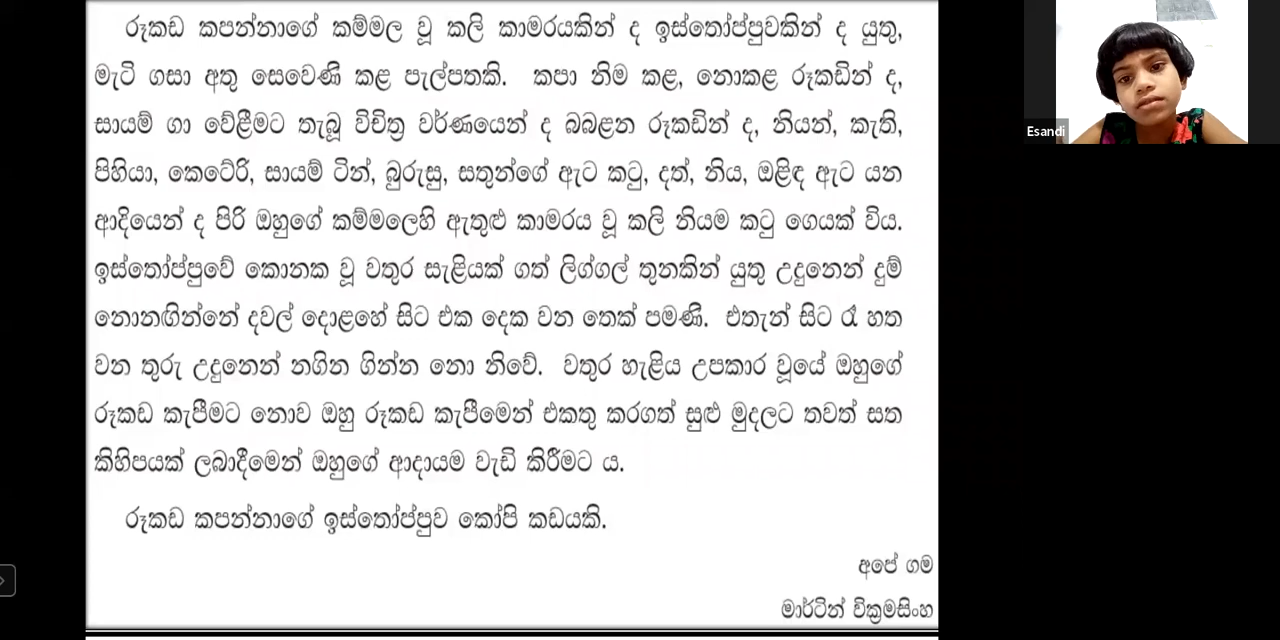 රූකඩ කපන්නාගේ කම්මල වූ කලි කාමරයකින් ද ඉස්තෝප්පුවකින් ද යුතු,
මැටි ගසා අතු සෙවෙණි කළ පැල්පතකි. කපා නිම කළ, නොකළ රූකඩින් ද,
සායම් ගා වේළීමට තැබූ විචිත්‍ර වර්ණයෙන් ද බබළන රූකඩින් ද, නියන්, කැති,
පිහියා, කෙටේරි, සායම් ටින්, බුරුසු, සතුන්ගේ ඇට කටු, දත්, නිය, ඔළිඳ ඇට යන
ආදියෙන් ද පිරි ඔහුගේ කම්මලෙහි ඇතුළු කාමරය වූ කලි නියම කටු ගෙයක් විය.
ඉස්තෝප්පුවේ කොනක වූ වතුර සැළියක් ගත් ලිග්ගල් තුනකින් යුතු උදුනෙන් දුම්
නොනඟින්නේ දවල් දොළහේ සිට එක දෙක වන තෙක් පමණි. එතැන් සිට රෑ හත
වන තුරු උදුනෙන් නගින ගින්න නො නිවේ. වතුර හැළිය උපකාර වූයේ ඔහුගේ
රූකඩ කැපීමට නොව ඔහු රූකඩ කැපීමෙන් එකතු කරගත් සුළු මුදලට තවත් සත
කිහිපයක් ලබාදීමෙන් ඔහුගේ ආදායම වැඩි කිරීමට ය.
රූකඩ කපන්නාගේ ඉස්තෝප්පුව කෝපි කඩයකි.
අපේ ගම
මාර්ටින් වික්‍රමසිංහ
Esandi